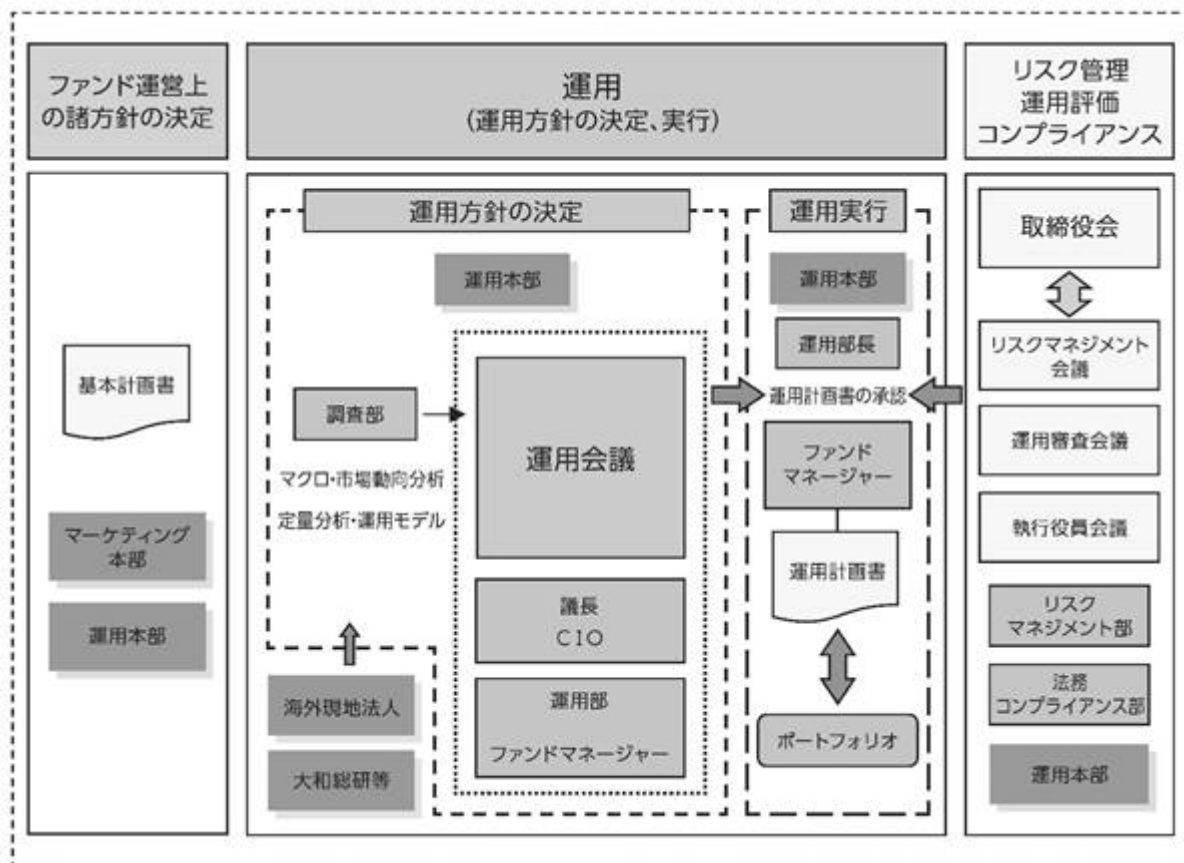 ファンド運営上
の諸方針の決定
運用
(運用方針の決定、実行)
リスク管理
運用評価
コンプライアンス
基本計画書
マーケティング
本部
運用本部
運用方針の決定
運用本部
調査部
マクロ・市場動向分析
定量分析・運用モデル
運用会議
議長
CIO
運用部
ファンドマネージャー
海外現地法人
大和総研等
運用実行
運用本部
運用部長
運用計画書の承認
ファンド
マネージャー
運用計画書
ポートフォリオ
取締役会
リスクマネジメント
会議
運用審査会議
執行役員会議
リスク
マネジメント部
法務
コンプライアンス部
運用本部